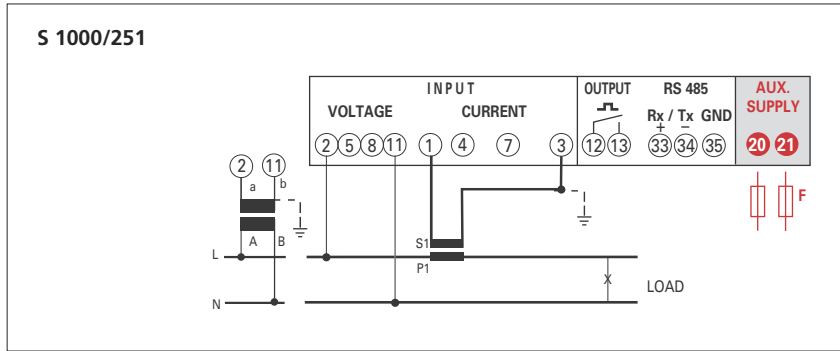 S 1000/251
INPUT
OUTPUT
RS 485
AUX.
SUPPLY
VOLTAGE
CURRENT
Rx / Tx GND
+ −
2 5 8 11 1 4 7 3 12 13 33 34 35 20 21
2 11
a b
F
A B
S1
P1
L
X
LOAD
N